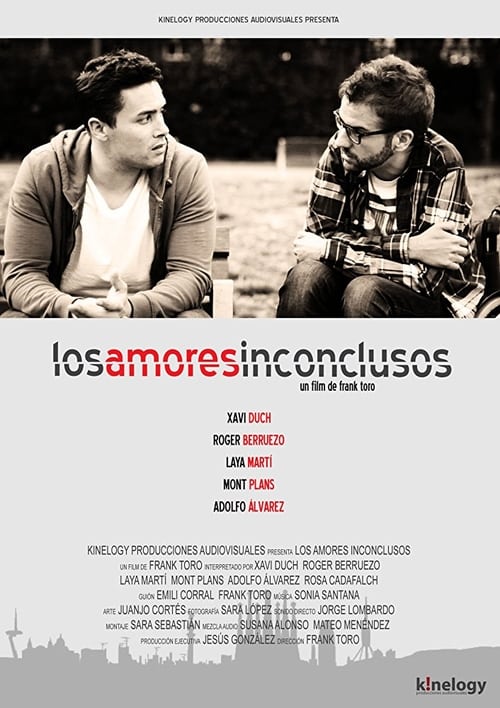 KINELOGY PRODUCCIONES AUDIOVISUALES PRESENTA
losamoresinconclusos
un film de frank toro
XAVI DUCH
ROGER BERRUEZO
LAYA MARTÍ
MONT PLANS
ADOLFO ÁLVAREZ
KINELOGY PRODUCCIONES AUDIOVISUALES PRESENTA LOS AMORES INCONCLUSOS
UN FILM DE FRANK TORO INTERPRETADO POR XAVI DUCH ROGER BERRUEZO
LAYA MARTÍ MONT PLANS ADOLFO ÁLVAREZ ROSA CADAFALCH
GUIÓN EMILI CORRAL FRANK TORO MÚSICA SONIA SANTANA
ARTE JUANJO CORTÉS FOTOGRAFÍA SARA LÓPEZ SONIDO DIRECTO JORGE LOMBARDO
MONTAJE SARA SEBASTIÁN MEZCLA AUDIO SUSANA ALONSO MATEO MENÉNDEZ
PRODUCCIÓN EJECUTIVA JESÚS GONZÁLEZ DIRECCIÓN FRANK TORO
k!nelogy
producciones audiovisuales